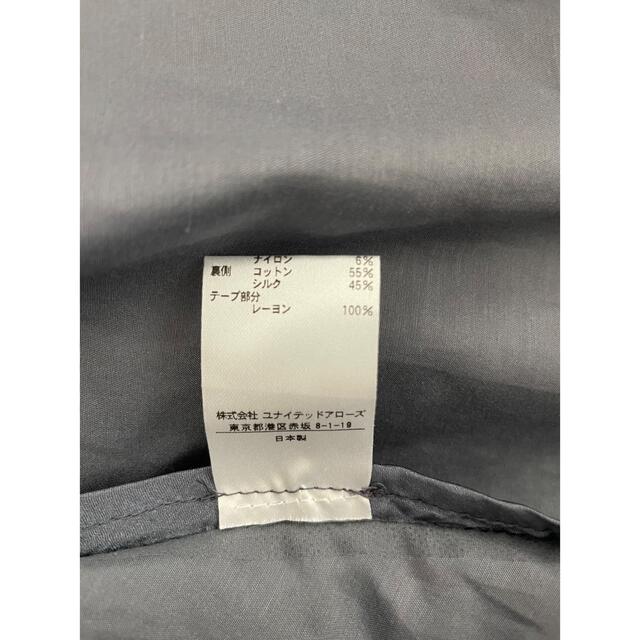 ナイロン 6%
裏側 コットン 55%
シルク 45%
テープ部分
レーヨン 100%
株式会社 ユナイテッドアローズ
東京都港区赤坂 8-1-19
日本製